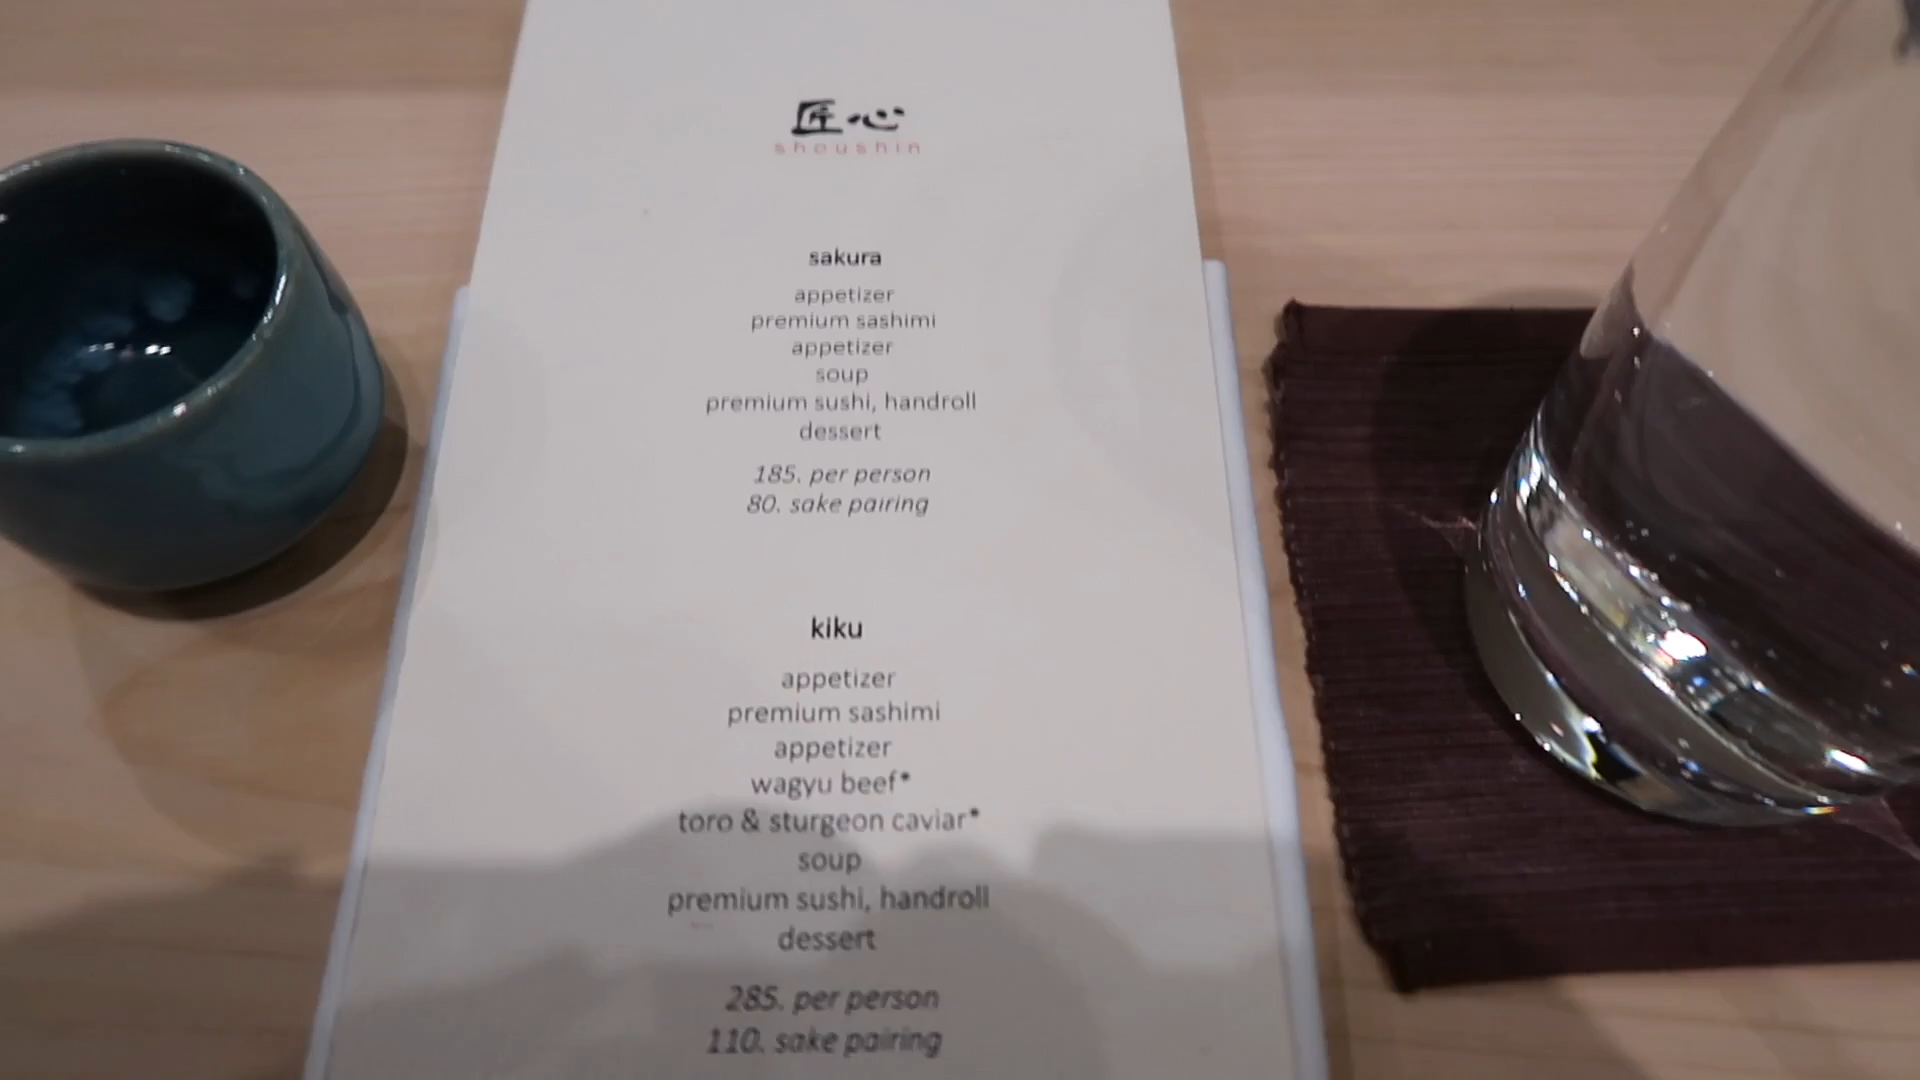 匠心
shoushin
sakura
appetizer
premium sashimi
appetizer
soup
premium sushi, handroll
dessert
185. per person
80. sake pairing
kiku
appetizer
premium sashimi
appetizer
wagyu beef*
toro & sturgeon caviar*
soup
premium sushi, handroll
dessert
285. per person
110. sake pairing